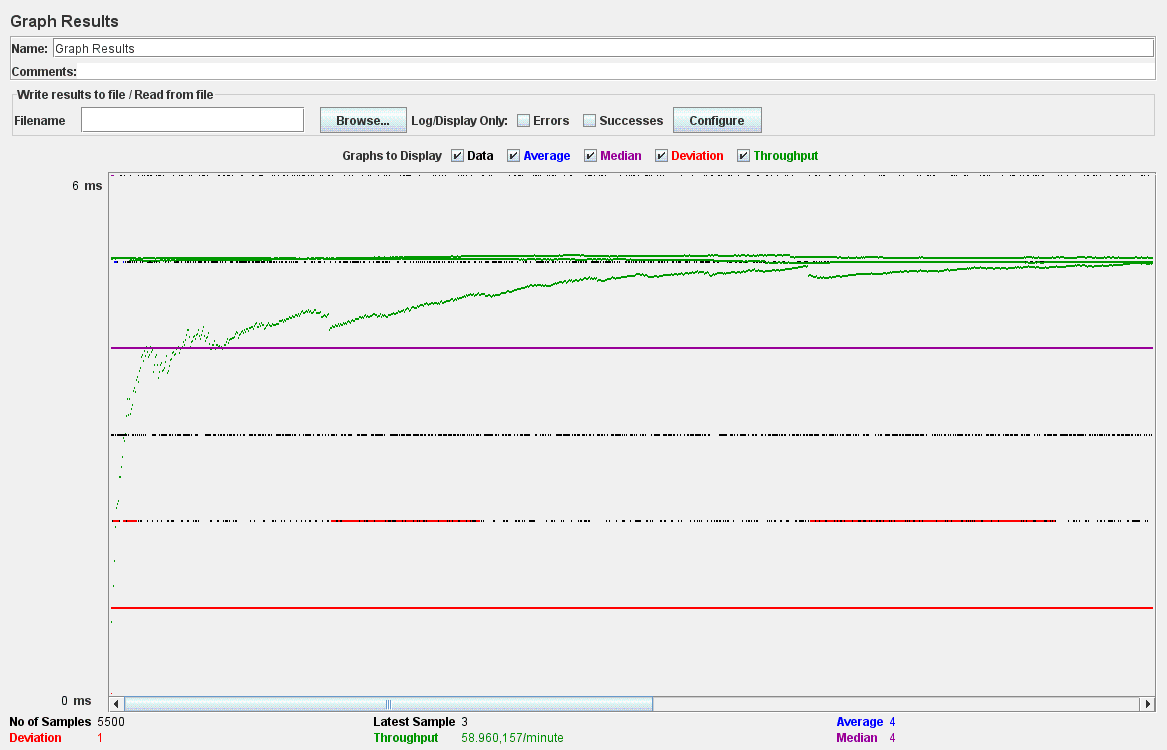 Graph Results
Name: Graph Results
Comments:
Write results to file / Read from file
Filename Browse... Log/Display Only: Errors Successes Configure
Graphs to Display Data Average Median Deviation Throughput
6 ms
0 ms
No of Samples 5500 Latest Sample 3 Average 4
Deviation 1 Throughput 58.960,157/minute Median 4